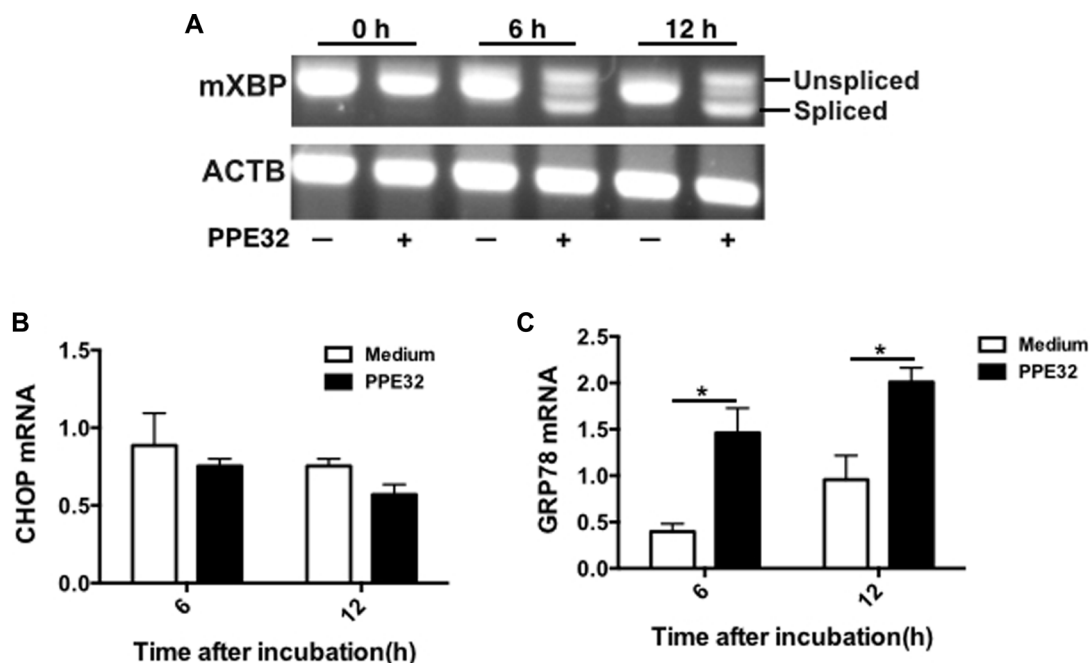 A
0 h 6 h 12 h
mXBP
Unspliced
Spliced
ACTB
PPE32 — + — + — +
B
1.5
1.0
0.5
0.0
CHOP mRNA
Medium
PPE32
6 12
Time after incubation(h)
C
2.5
2.0
1.5
1.0
0.5
0.0
GRP78 mRNA
* *
Medium
PPE32
6 12
Time after incubation(h)